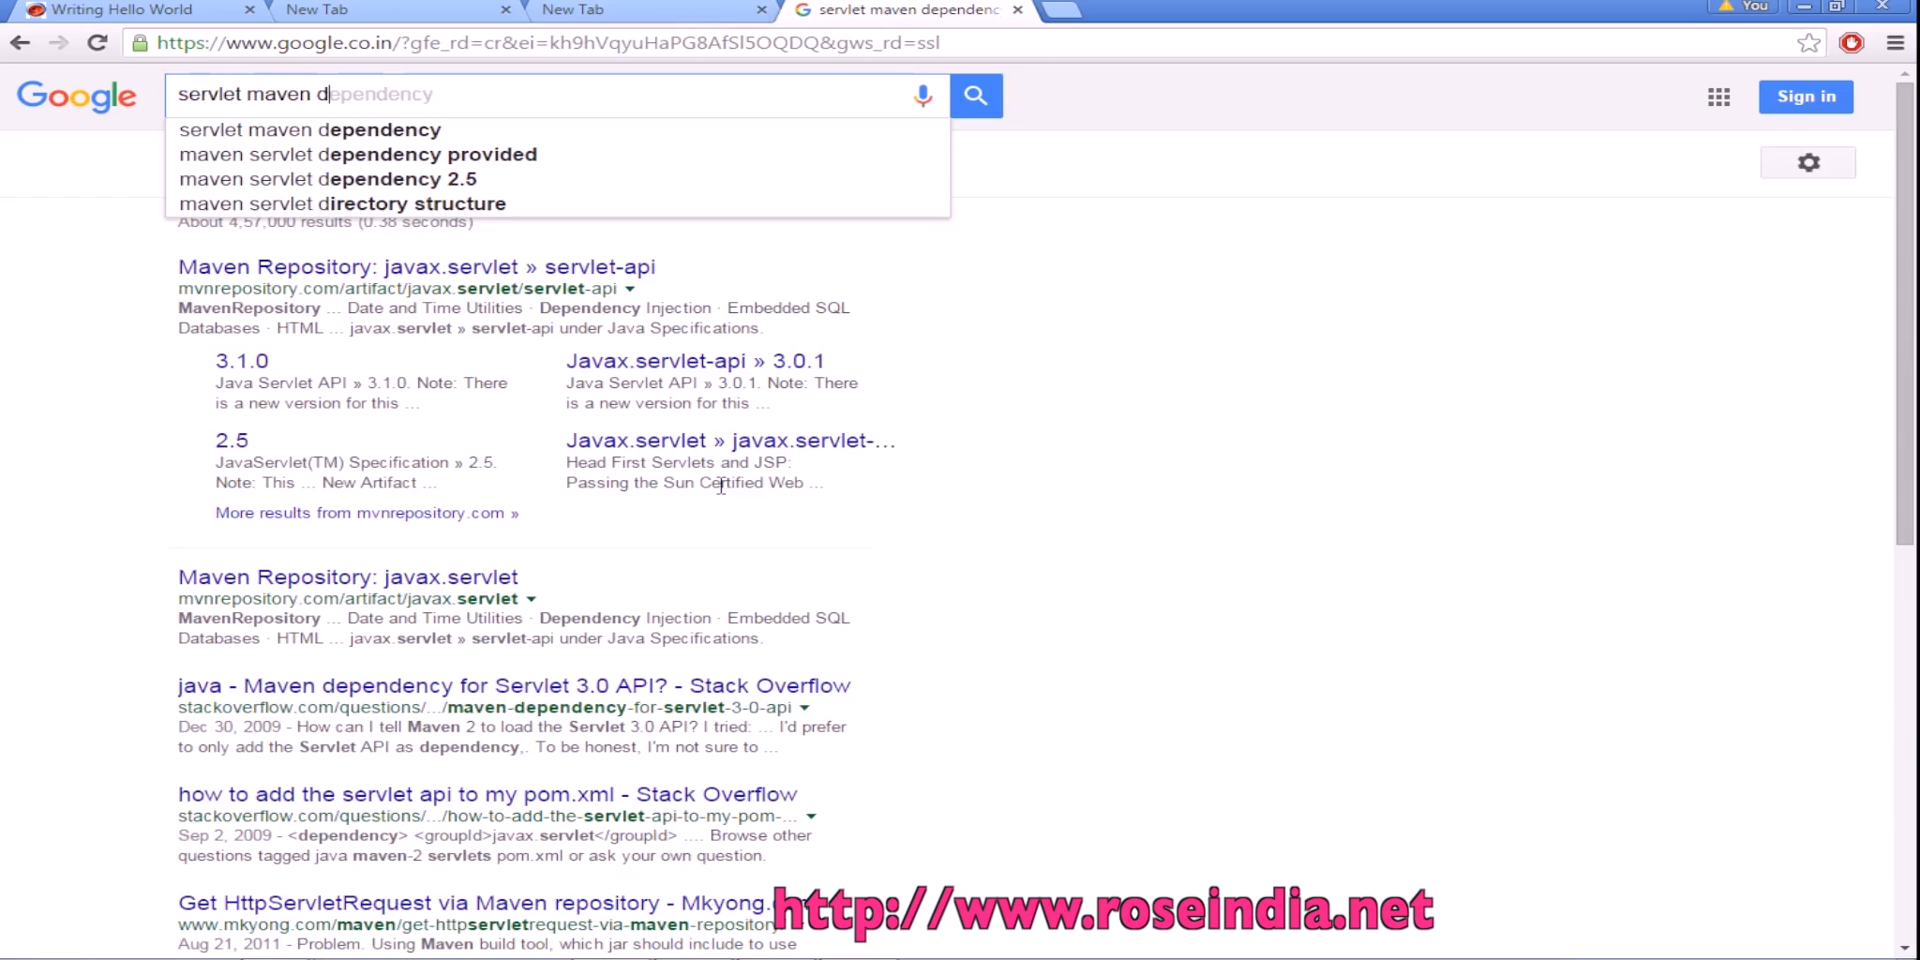 Writing Hello World
New Tab
New Tab
servlet maven dependenc
You
https://www.google.co.in/?gfe_rd=cr&ei=kh9hVqyuHaPG8AfSl5OQDQ&gws_rd=ssl
Google
servlet maven dependency
Sign in
servlet maven dependency
maven servlet dependency provided
maven servlet dependency 2.5
maven servlet directory structure
About 4,57,000 results (0.38 seconds)
Maven Repository: javax.servlet » servlet-api
mvnrepository.com/artifact/javax.servlet/servlet-api
MavenRepository ... Date and Time Utilities · Dependency Injection · Embedded SQL
Databases · HTML ... javax.servlet » servlet-api under Java Specifications.
3.1.0
Java Servlet API » 3.1.0. Note: There
is a new version for this ...
Javax.servlet-api » 3.0.1
Java Servlet API » 3.0.1. Note: There
is a new version for this ...
2.5
JavaServlet(TM) Specification » 2.5.
Note: This ... New Artifact ...
Javax.servlet » javax.servlet-...
Head First Servlets and JSP:
Passing the Sun Certified Web ...
More results from mvnrepository.com »
Maven Repository: javax.servlet
mvnrepository.com/artifact/javax.servlet
MavenRepository ... Date and Time Utilities · Dependency Injection · Embedded SQL
Databases · HTML ... javax.servlet » servlet-api under Java Specifications.
java - Maven dependency for Servlet 3.0 API? - Stack Overflow
stackoverflow.com/questions/.../maven-dependency-for-servlet-3-0-api
Dec 30, 2009 - How can I tell Maven 2 to load the Servlet 3.0 API? I tried: ... I'd prefer
to only add the Servlet API as dependency,. To be honest, I'm not sure to ...
how to add the servlet api to my pom.xml - Stack Overflow
stackoverflow.com/questions/.../how-to-add-the-servlet-api-to-my-pom-...
Sep 2, 2009 - <dependency> <groupId>javax.servlet</groupId> .... Browse other
questions tagged java maven-2 servlets pom.xml or ask your own question.
Get HttpServletRequest via Maven repository - Mkyong.
www.mkyong.com/maven/get-httpservletrequest-via-maven-repository
Aug 21, 2011 - Problem. Using Maven build tool, which jar should include to use
http://www.roseindia.net